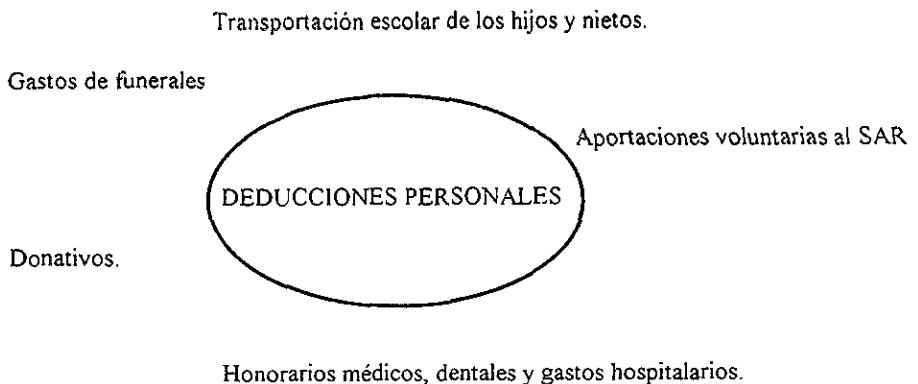 Transportación escolar de los hijos y nietos.
Gastos de funerales
Aportaciones voluntarias al SAR
DEDUCCIONES PERSONALES
Donativos.
Honorarios médicos, dentales y gastos hospitalarios.